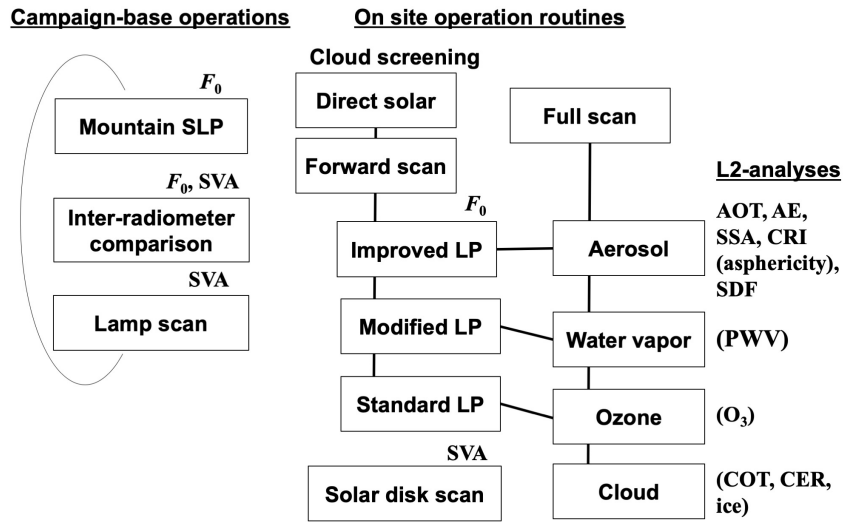 Campaign-base operations
On site operation routines
Cloud screening
F0
Mountain SLP
F0, SVA
Inter-radiometer
comparison
SVA
Lamp scan
Direct solar
Forward scan
F0
Improved LP
Modified LP
Standard LP
SVA
Solar disk scan
Full scan
Aerosol
Water vapor
Ozone
Cloud
L2-analyses
AOT, AE,
SSA, CRI
(asphericity),
SDF
(PWV)
(O3)
(COT, CER,
ice)